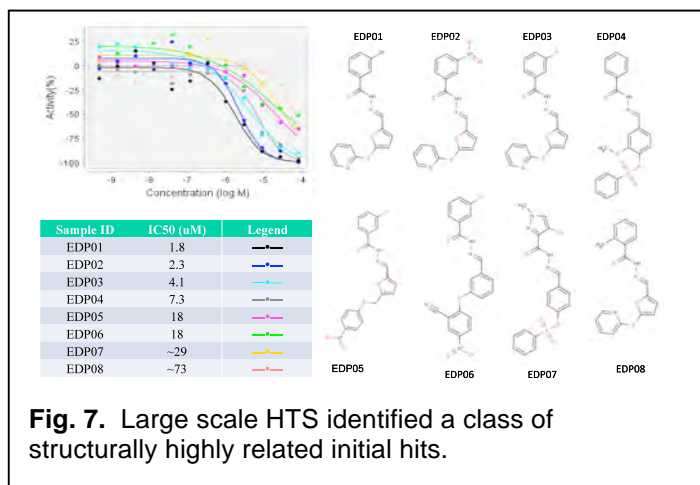 EDP01 EDP02 EDP03 EDP04
Activity(%)
25
0
-25
-50
-75
-100
-9 -8 -7 -6 -5 -4
Concentration (log M)
Sample ID IC50 (uM) Legend
EDP01 1.8
EDP02 2.3
EDP03 4.1
EDP04 7.3
EDP05 18
EDP06 18
EDP07 ~29
EDP08 ~73
EDP05 EDP06 EDP07 EDP08
Fig. 7. Large scale HTS identified a class of
structurally highly related initial hits.